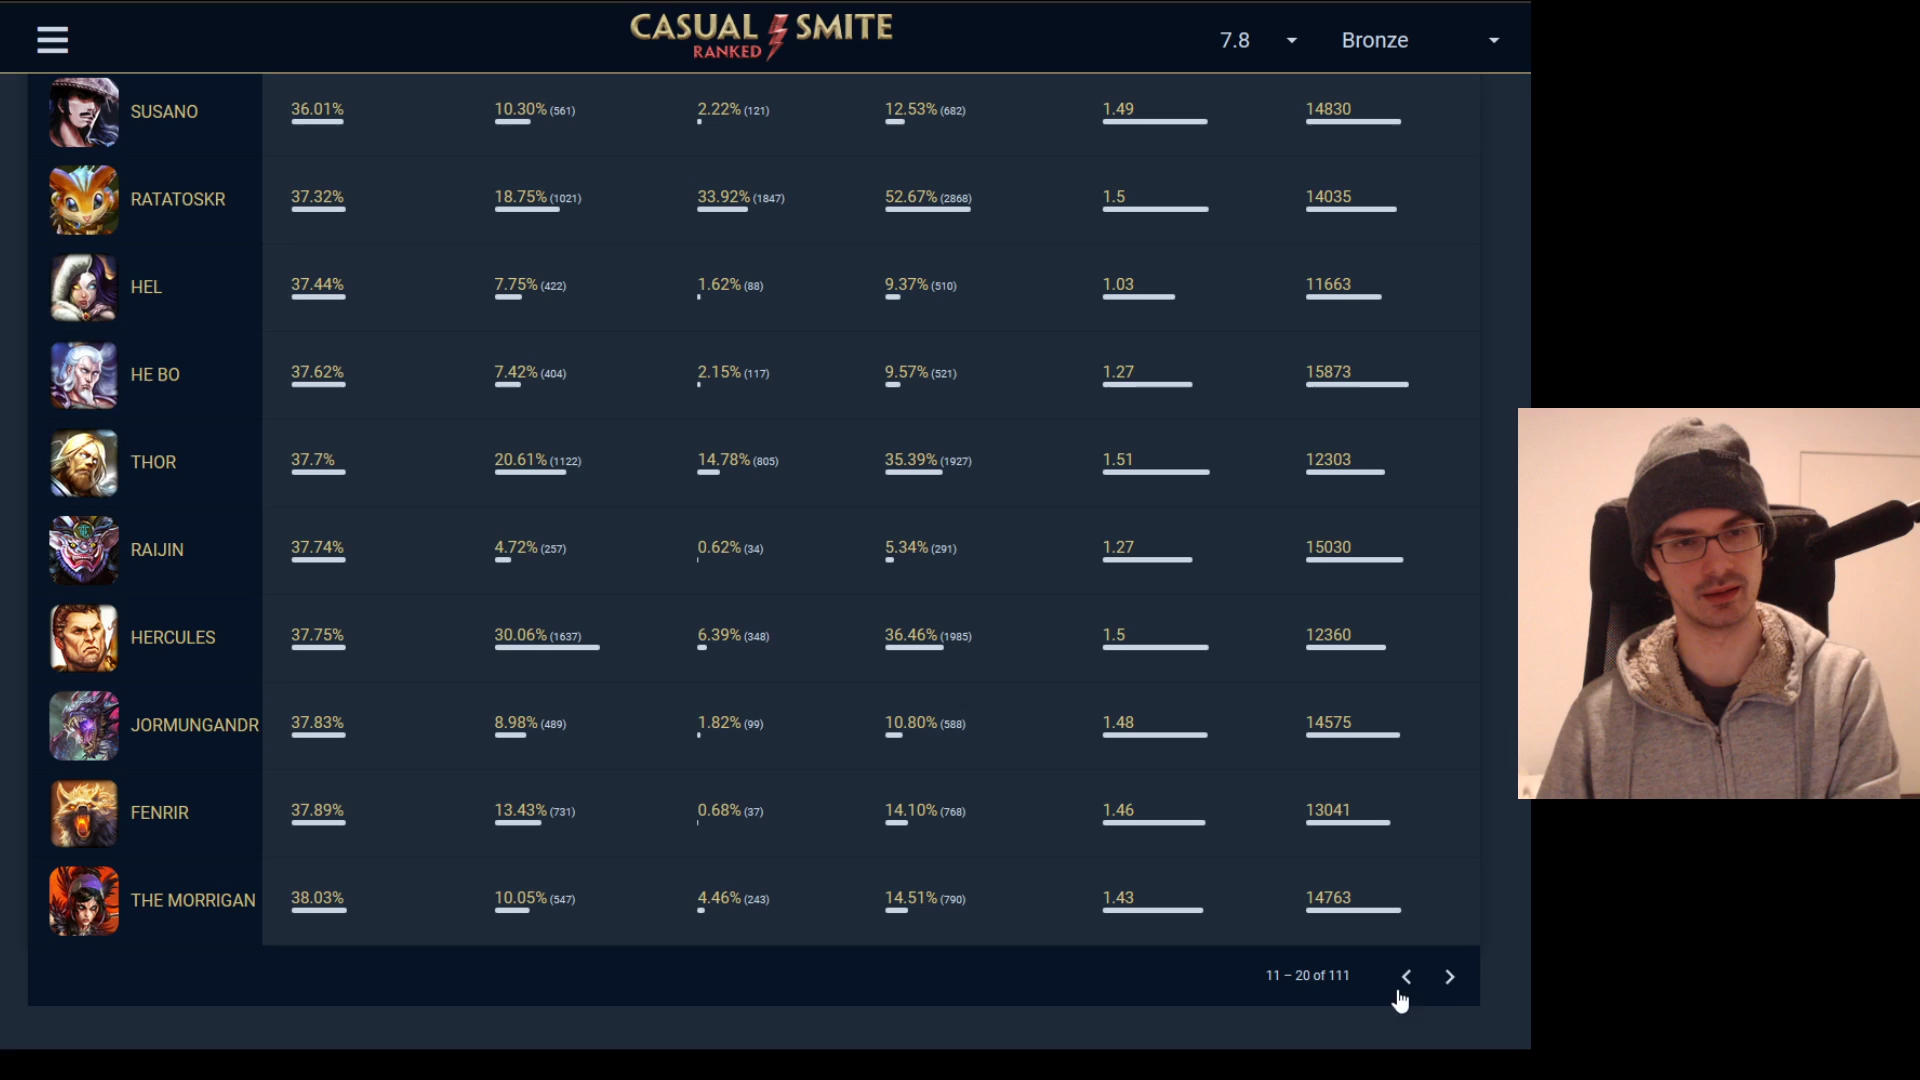 CASUAL SMITE
RANKED
7.8 Bronze
SUSANO 36.01% 10.30% (561) 2.22% (121) 12.53% (682) 1.49 14830
RATATOSKR 37.32% 18.75% (1021) 33.92% (1847) 52.67% (2868) 1.5 14035
HEL 37.44% 7.75% (422) 1.62% (88) 9.37% (510) 1.03 11663
HE BO 37.62% 7.42% (404) 2.15% (117) 9.57% (521) 1.27 15873
THOR 37.7% 20.61% (1122) 14.78% (805) 35.39% (1927) 1.51 12303
RAIJIN 37.74% 4.72% (257) 0.62% (34) 5.34% (291) 1.27 15030
HERCULES 37.75% 30.06% (1637) 6.39% (348) 36.46% (1985) 1.5 12360
JORMUNGANDR 37.83% 8.98% (489) 1.82% (99) 10.80% (588) 1.48 14575
FENRIR 37.89% 13.43% (731) 0.68% (37) 14.10% (768) 1.46 13041
THE MORRIGAN 38.03% 10.05% (547) 4.46% (243) 14.51% (790) 1.43 14763
11 – 20 of 111